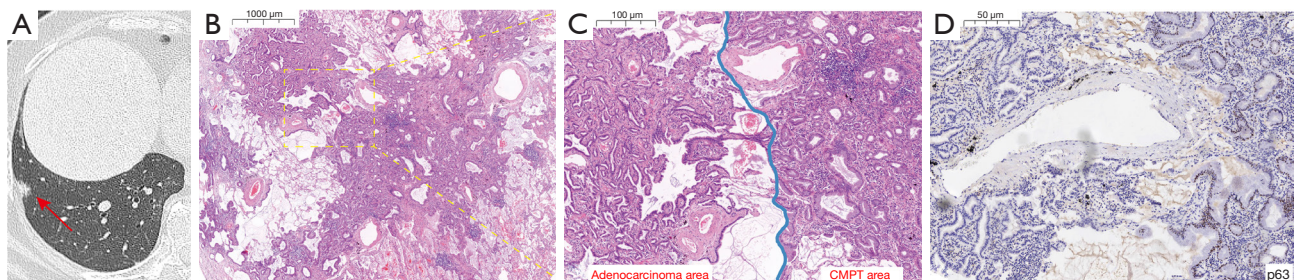 A
B
1000 µm
C
100 µm
Adenocarcinoma area
CMPT area
D
50 µm
p63